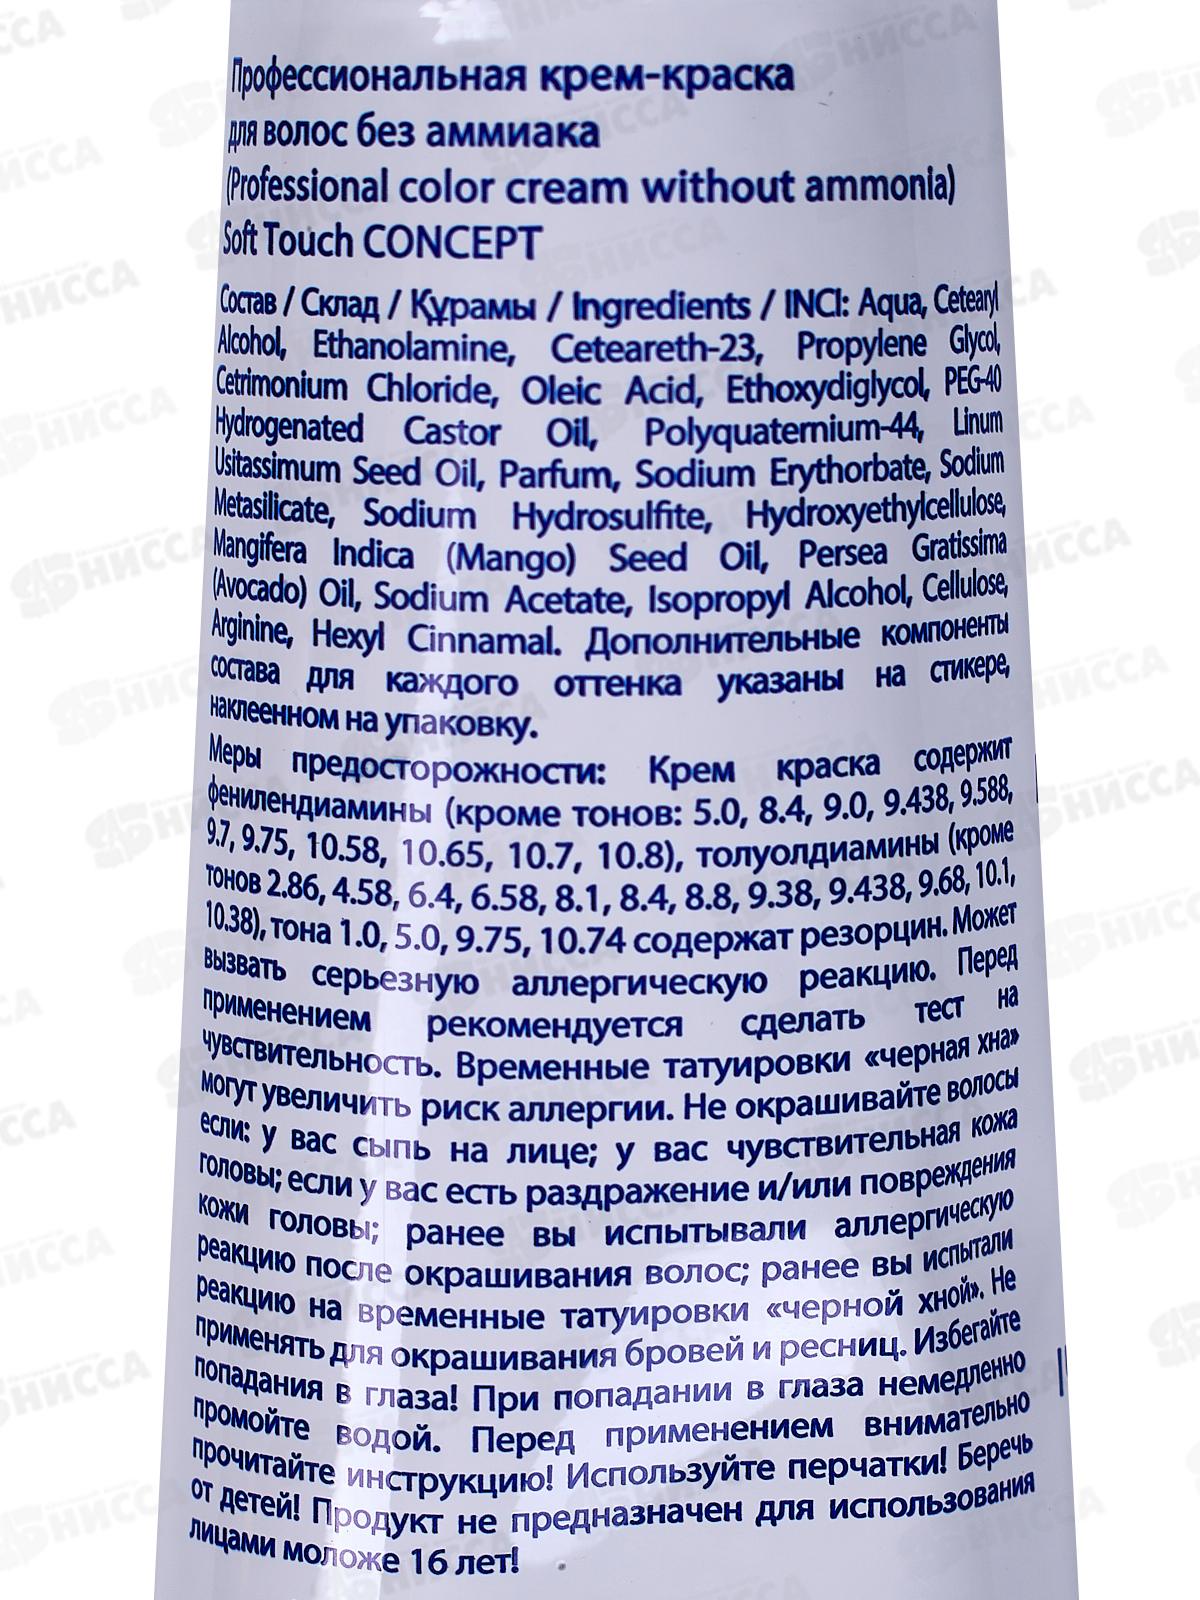 Профессиональная крем-краска
для волос без аммиака
(Professional color cream without ammonia)
Soft Touch CONCEPT
Состав / Склад / Құрамы / Ingredients / INCI: Aqua, Cetearyl
Alcohol, Ethanolamine, Ceteareth-23, Propylene Glycol,
Cetrimonium Chloride, Oleic Acid, Ethoxydiglycol, PEG-40
Hydrogenated Castor Oil, Polyquaternium-44, Linum
Usitassimum Seed Oil, Parfum, Sodium Erythorbate, Sodium
Metasilicate, Sodium Hydrosulfite, Hydroxyethylcellulose,
Mangifera Indica (Mango) Seed Oil, Persea Gratissima
(Avocado) Oil, Sodium Acetate, Isopropyl Alcohol, Cellulose,
Arginine, Hexyl Cinnamal. Дополнительные компоненты
состава для каждого оттенка указаны на стикере,
наклеенном на упаковку.
Меры предосторожности: Крем краска содержит
фенилендиамины (кроме тонов: 5.0, 8.4, 9.0, 9.438, 9.588,
9.7, 9.75, 10.58, 10.65, 10.7, 10.8), толуолдиамины (кроме
тонов 2.86, 4.58, 6.4, 6.58, 8.1, 8.4, 8.8, 9.38, 9.438, 9.68, 10.1,
10.38), тона 1.0, 5.0, 9.75, 10.74 содержат резорцин. Может
вызвать серьезную аллергическую реакцию. Перед
применением рекомендуется сделать тест на
чувствительность. Временные татуировки «черная хна»
могут увеличить риск аллергии. Не окрашивайте волосы
если: у вас сыпь на лице; у вас чувствительная кожа
головы; если у вас есть раздражение и/или повреждения
кожи головы; ранее вы испытывали аллергическую
реакцию после окрашивания волос; ранее вы испытали
реакцию на временные татуировки «черной хной». Не
применять для окрашивания бровей и ресниц. Избегайте
попадания в глаза! При попадании в глаза немедленно
промойте водой. Перед применением внимательно
прочитайте инструкцию! Используйте перчатки! Беречь
от детей! Продукт не предназначен для использования
лицами моложе 16 лет!